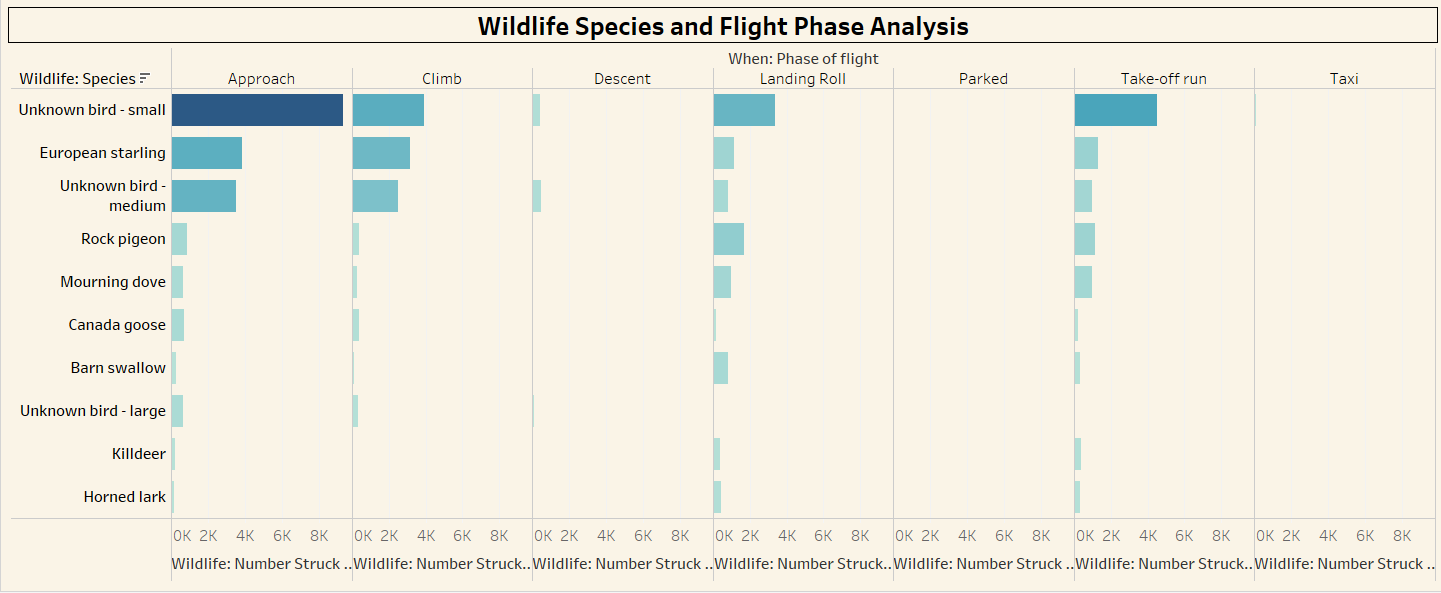 Wildlife Species and Flight Phase Analysis
When: Phase of flight
Wildlife: Species Approach Climb Descent Landing Roll Parked Take-off run Taxi
Unknown bird - small
European starling
Unknown bird -
medium
Rock pigeon
Mourning dove
Canada goose
Barn swallow
Unknown bird - large
Killdeer
Horned lark
0K 2K 4K 6K 8K 0K 2K 4K 6K 8K 0K 2K 4K 6K 8K 0K 2K 4K 6K 8K 0K 2K 4K 6K 8K 0K 2K 4K 6K 8K 0K 2K 4K 6K 8K
Wildlife: Number Struck .. Wildlife: Number Struck.. Wildlife: Number Struck .. Wildlife: Number Struck.. Wildlife: Number Struck .. Wildlife: Number Struck.. Wildlife: Number Struck ..